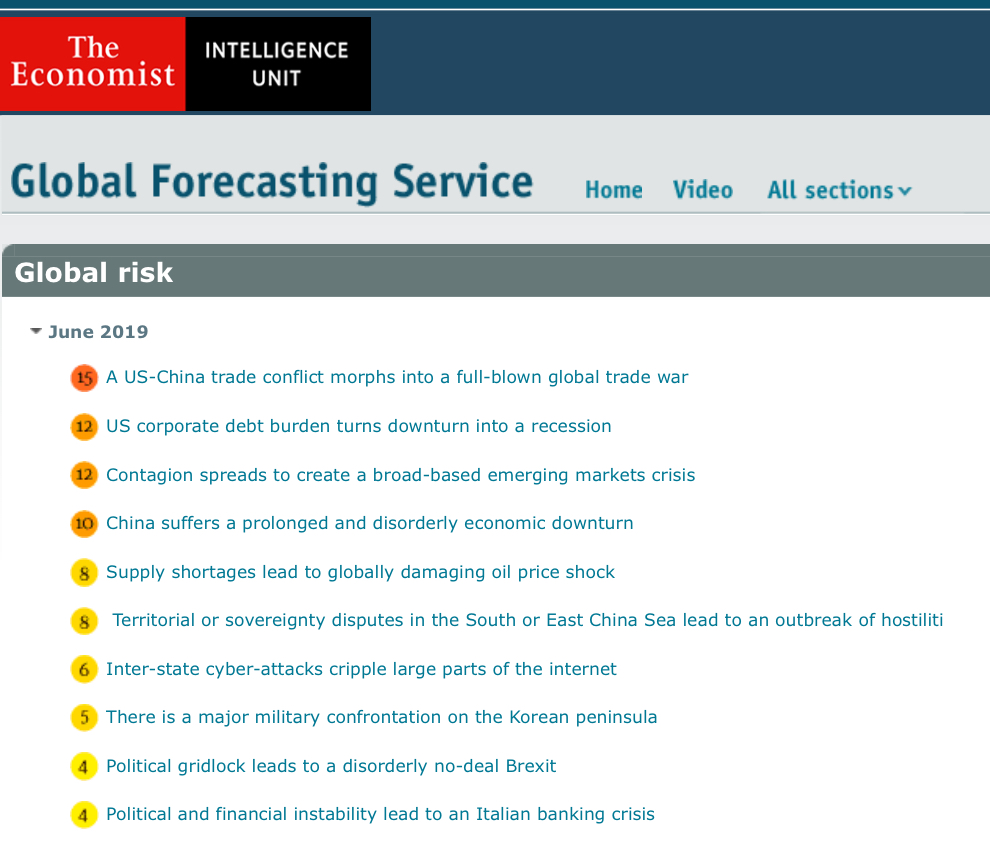 The
Economist
INTELLIGENCE
UNIT
Global Forecasting Service Home Video All sections
Global risk
June 2019
15 A US-China trade conflict morphs into a full-blown global trade war
12 US corporate debt burden turns downturn into a recession
12 Contagion spreads to create a broad-based emerging markets crisis
10 China suffers a prolonged and disorderly economic downturn
8 Supply shortages lead to globally damaging oil price shock
8 Territorial or sovereignty disputes in the South or East China Sea lead to an outbreak of hostiliti
6 Inter-state cyber-attacks cripple large parts of the internet
5 There is a major military confrontation on the Korean peninsula
4 Political gridlock leads to a disorderly no-deal Brexit
4 Political and financial instability lead to an Italian banking crisis